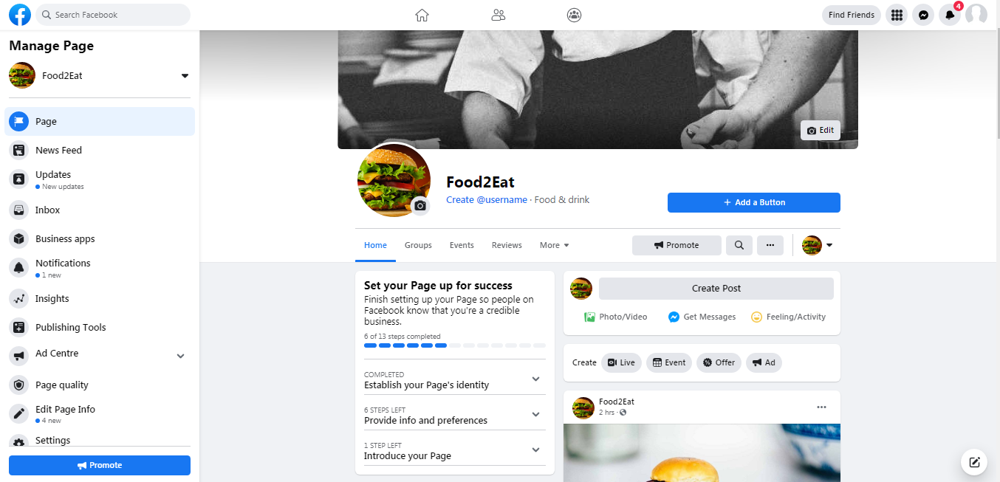 Search Facebook
Find Friends
4
Manage Page
Food2Eat
Page
News Feed
Updates
New updates
Inbox
Business apps
Notifications
1 new
Insights
Publishing Tools
Ad Centre
Page quality
Edit Page Info
4 new
Settings
Promote
Edit
Food2Eat
Create @username · Food & drink
+ Add a Button
Home
Groups
Events
Reviews
More
Promote
Set your Page up for success
Finish setting up your Page so people on
Facebook know that you're a credible
business.
6 of 13 steps completed
COMPLETED
Establish your Page's identity
6 STEPS LEFT
Provide info and preferences
1 STEP LEFT
Introduce your Page
Create Post
Photo/Video
Get Messages
Feeling/Activity
Create
Live
Event
Offer
Ad
Food2Eat
2 hrs ·